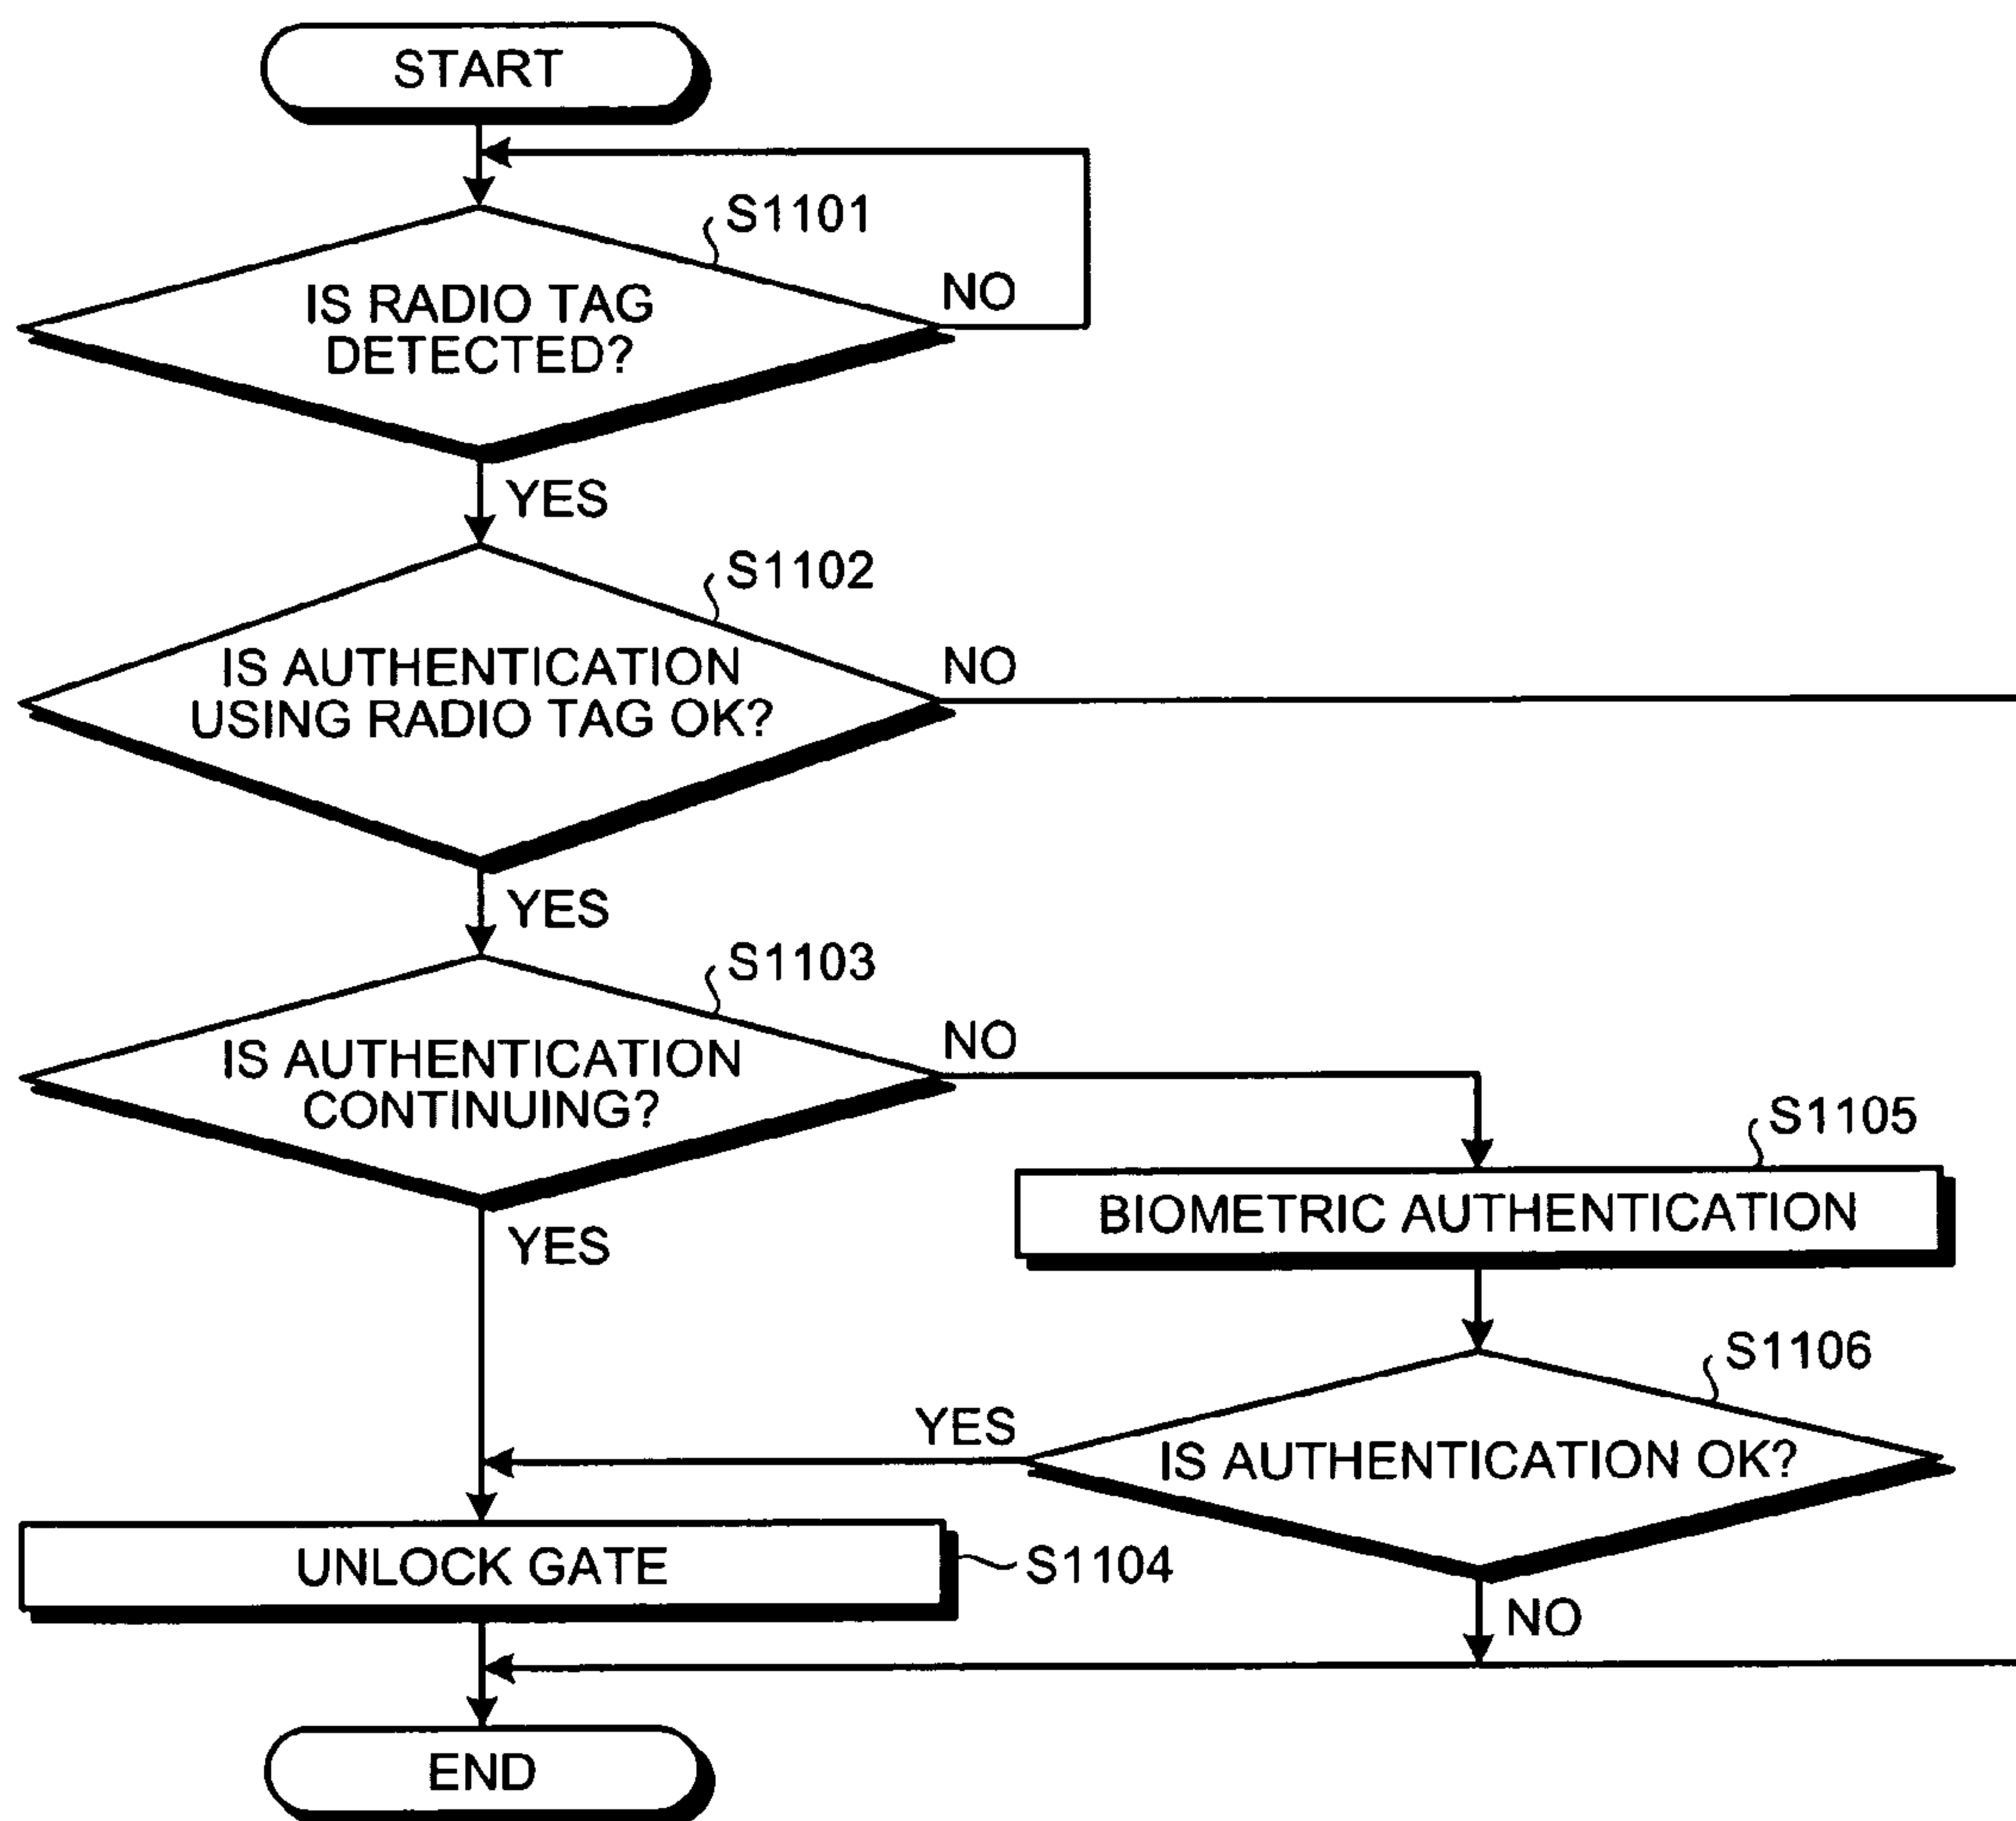 START
S1101
IS RADIO TAG
DETECTED?
NO
YES
S1102
IS AUTHENTICATION
USING RADIO TAG OK?
NO
YES
S1103
IS AUTHENTICATION
CONTINUING?
NO
YES
S1105
BIOMETRIC AUTHENTICATION
S1106
IS AUTHENTICATION OK?
YES
NO
UNLOCK GATE
S1104
END